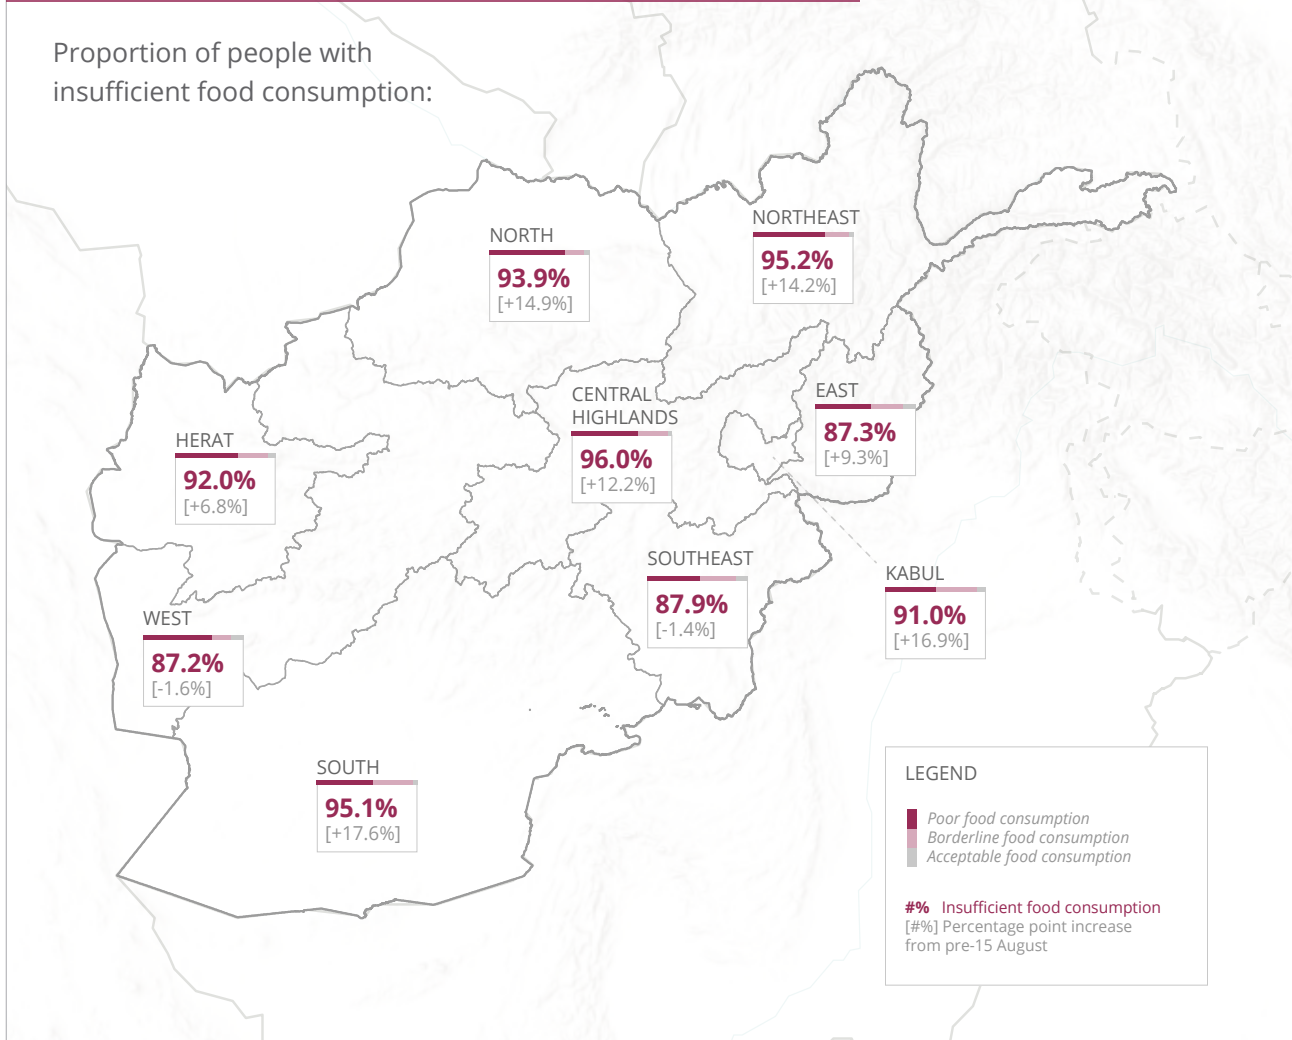 Proportion of people with
insufficient food consumption:
NORTHEAST
95.2%
[+14.2%]
NORTH
93.9%
[+14.9%]
CENTRAL
HIGHLANDS
96.0%
[+12.2%]
EAST
87.3%
[+9.3%]
HERAT
92.0%
[+6.8%]
SOUTHEAST
87.9%
[-1.4%]
KABUL
91.0%
[+16.9%]
WEST
87.2%
[-1.6%]
SOUTH
95.1%
[+17.6%]
LEGEND
Poor food consumption
Borderline food consumption
Acceptable food consumption
#% Insufficient food consumption
[#%] Percentage point increase
from pre-15 August